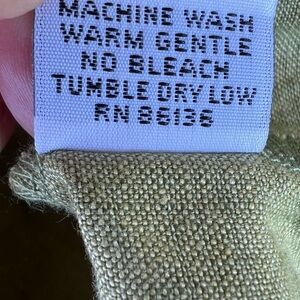 MACHINE WASH
WARM GENTLE
NO BLEACH
TUMBLE DRY LOW
RN 86136